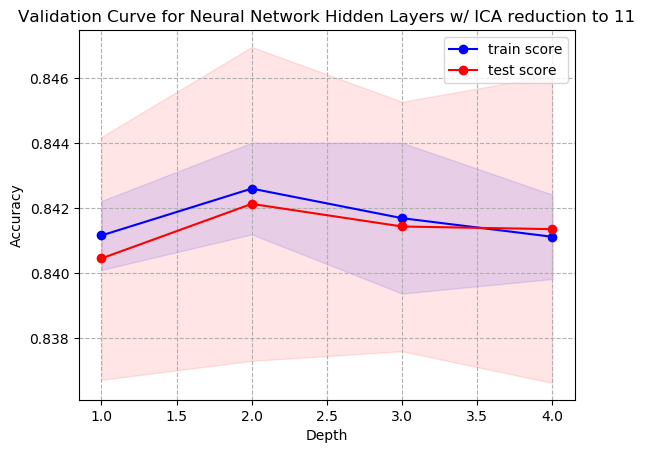 Validation Curve for Neural Network Hidden Layers w/ ICA reduction to 11
train score
test score
0.846
0.844
0.842
0.840
0.838
Accuracy
1.0 1.5 2.0 2.5 3.0 3.5 4.0
Depth